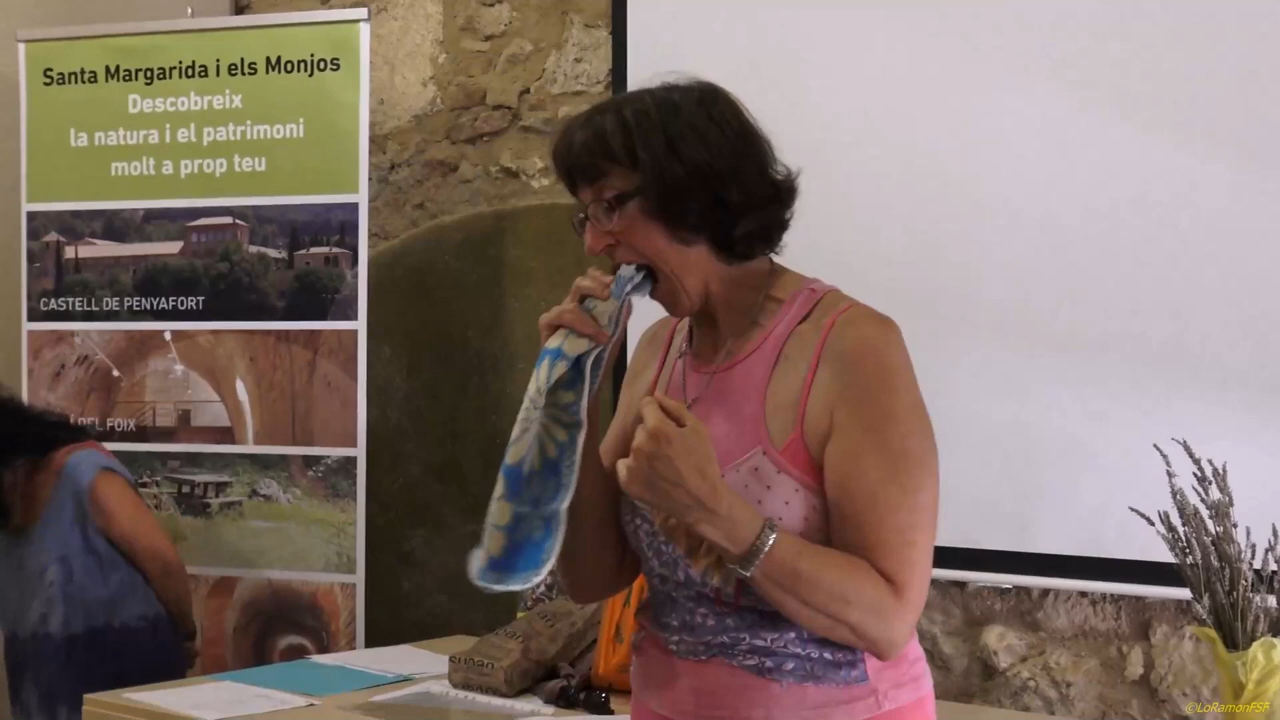 Santa Margarida i els Monjos
Descobreix
la natura i el patrimoni
molt a prop teu
CASTELL DE PENYAFORT
DEL FOIX
©LoRamonFSF